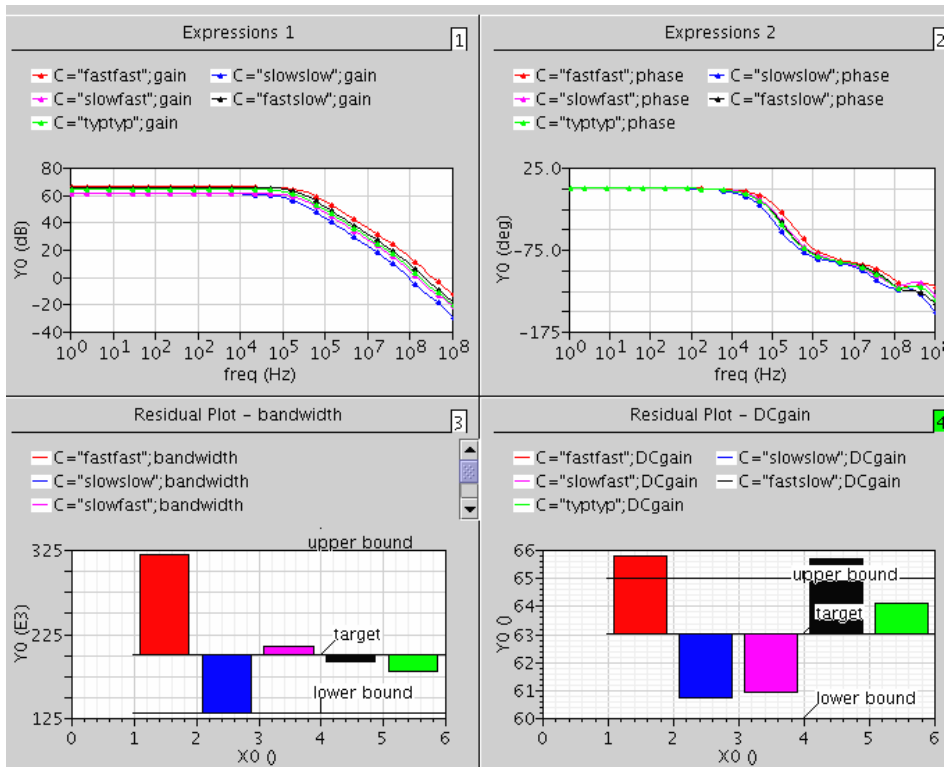 Expressions 1
1
C="fastfast";gain C="slowslow";gain
C="slowfast";gain C="fastslow";gain
C="typtyp";gain
80
60
40
20
0
-20
-40
Y0 (dB)
10^0 10^1 10^2 10^3 10^4 10^5 10^6 10^7 10^8 10^8
freq (Hz)
Expressions 2
2
C="fastfast";phase C="slowslow";phase
C="slowfast";phase C="fastslow";phase
C="typtyp";phase
25.0
-75.0
-175
Y0 (deg)
10^0 10^1 10^2 10^3 10^4 10^5 10^6 10^7 10^8 10^8
freq (Hz)
Residual Plot - bandwidth
3
C="fastfast";bandwidth
C="slowslow";bandwidth
C="slowfast";bandwidth
325
225
125
Y0 (E3)
upper bound
target
lower bound
0 1 2 3 4 5 6
X0 ()
Residual Plot - DCgain
4
C="fastfast";DCgain C="slowslow";DCgain
C="slowfast";DCgain C="fastslow";DCgain
C="typtyp";DCgain
66
65
64
63
62
61
60
Y0 ()
upper bound
target
lower bound
0 1 2 3 4 5 6
X0 ()